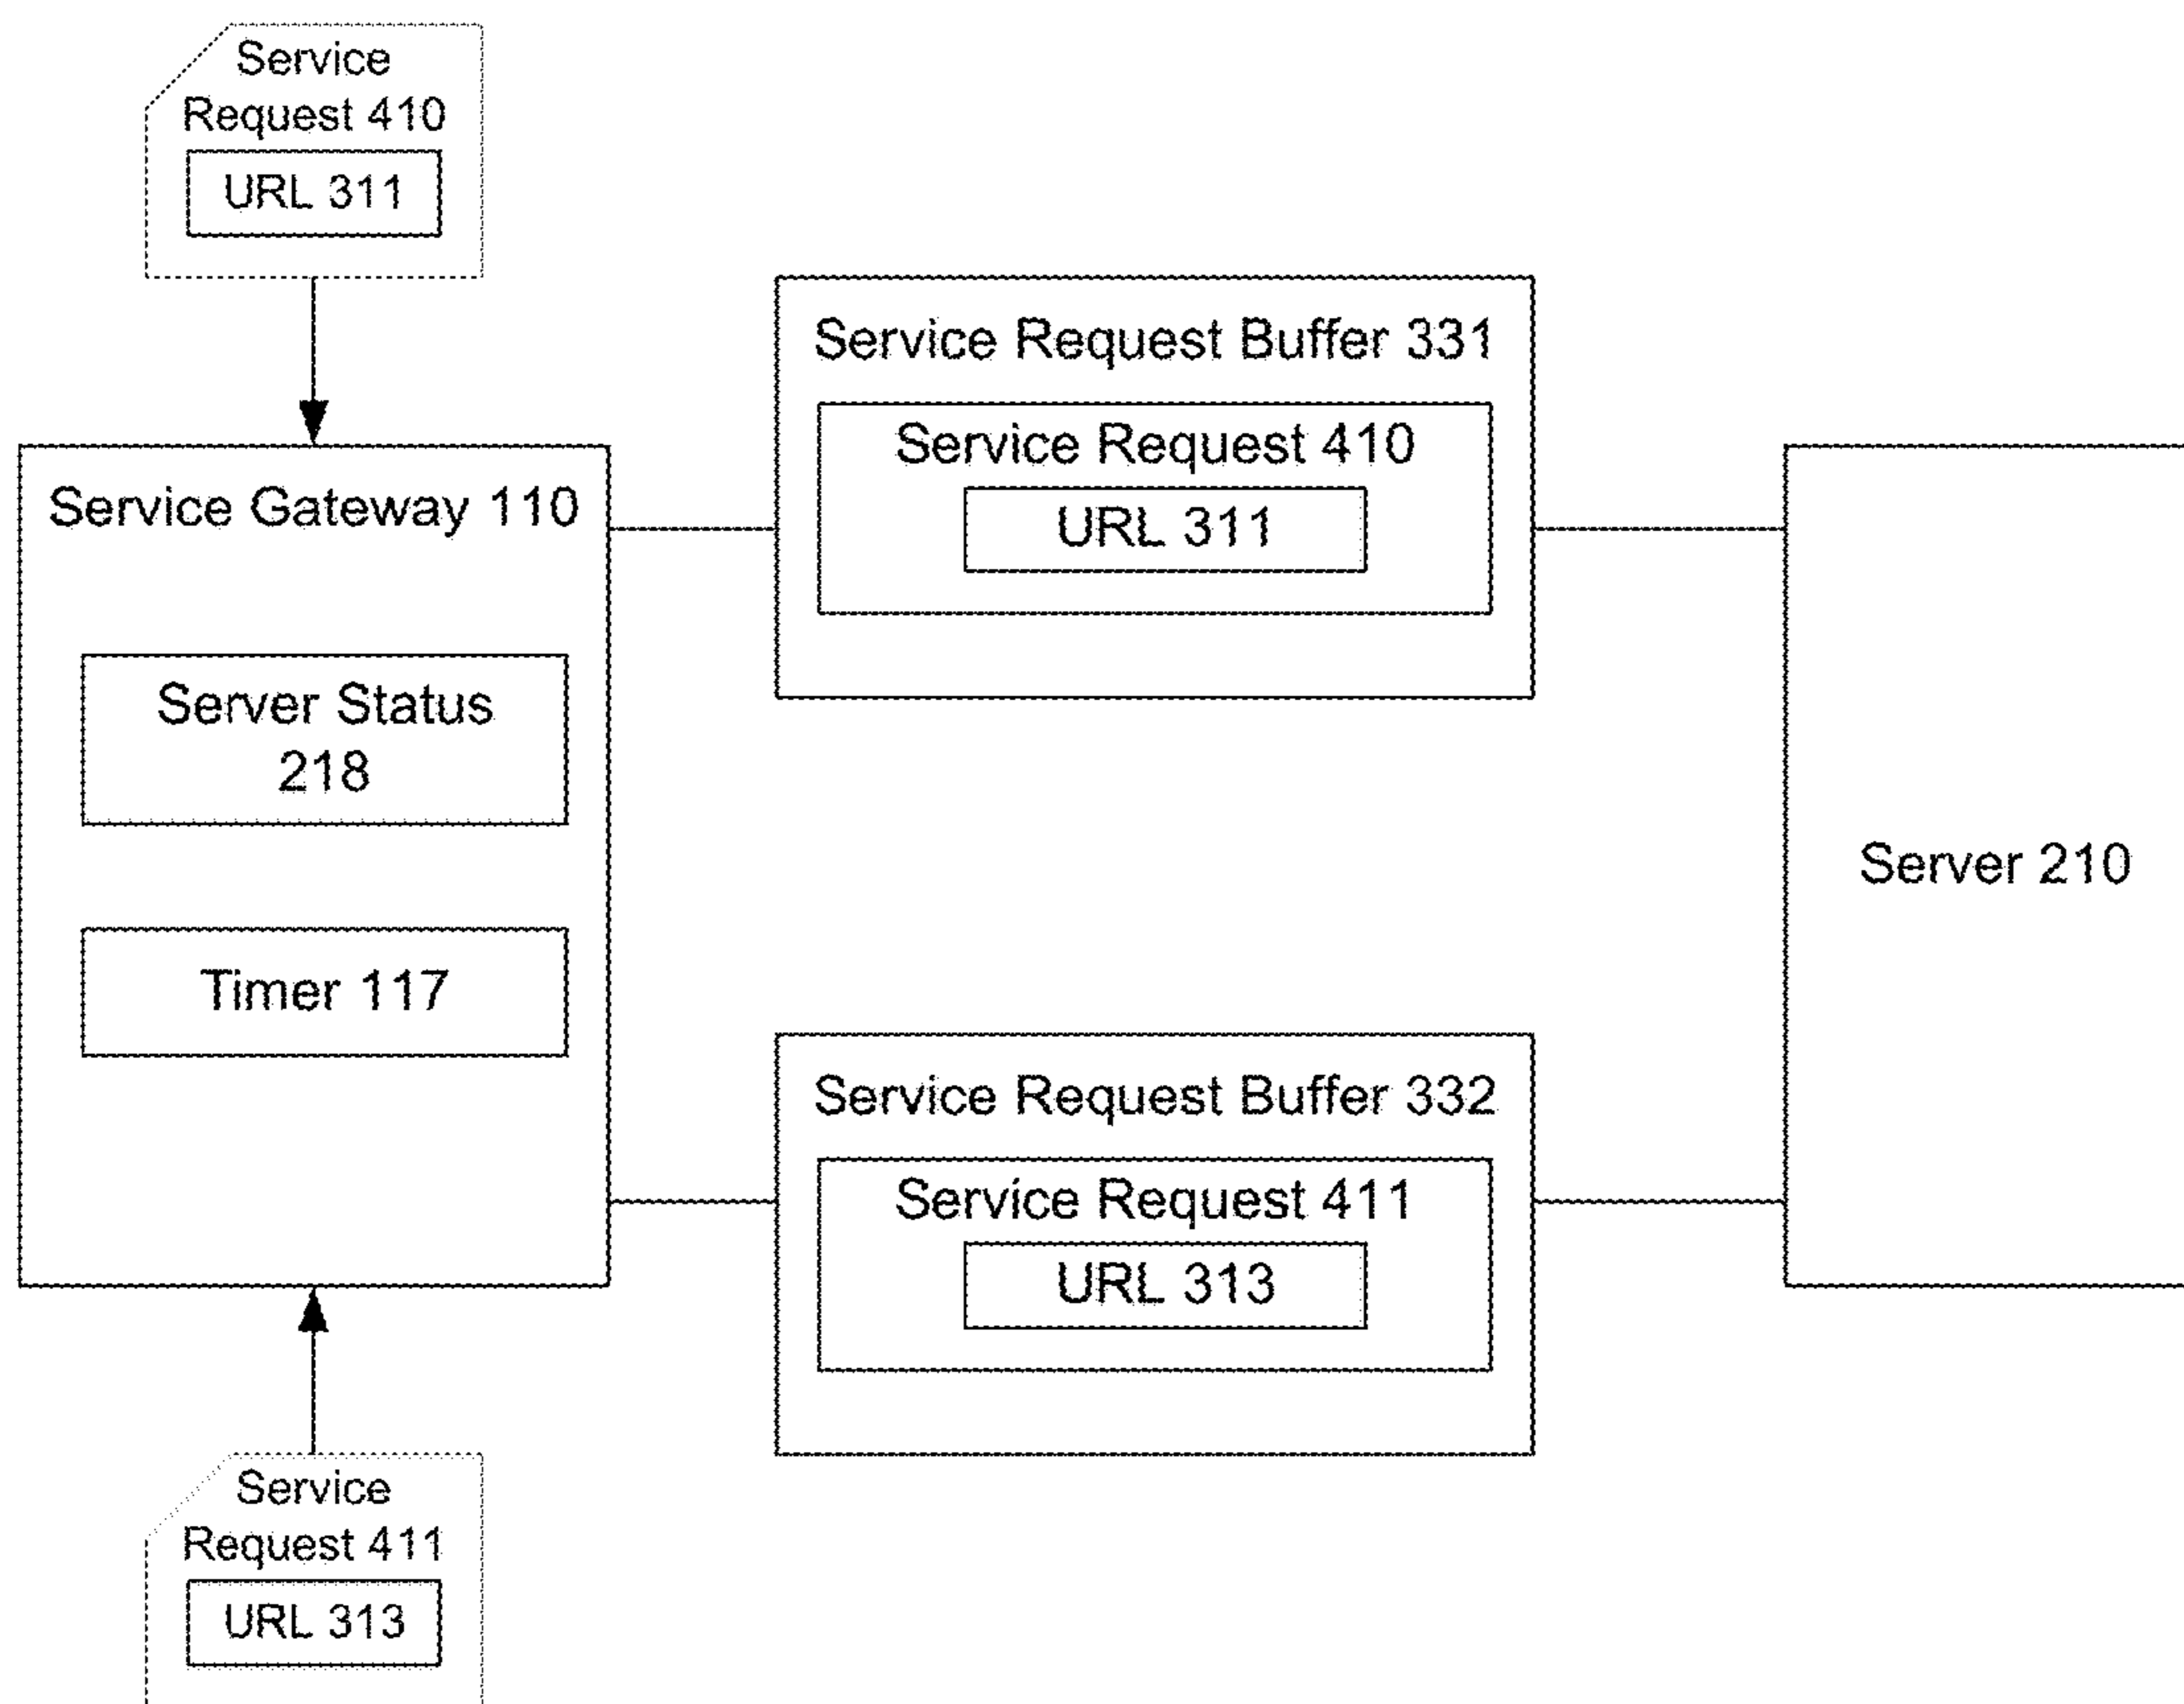 Service
Request 410
URL 311
Service Gateway 110
Server Status
218
Timer 117
Service Request Buffer 331
Service Request 410
URL 311
Service Request Buffer 332
Service Request 411
URL 313
Server 210
Service
Request 411
URL 313